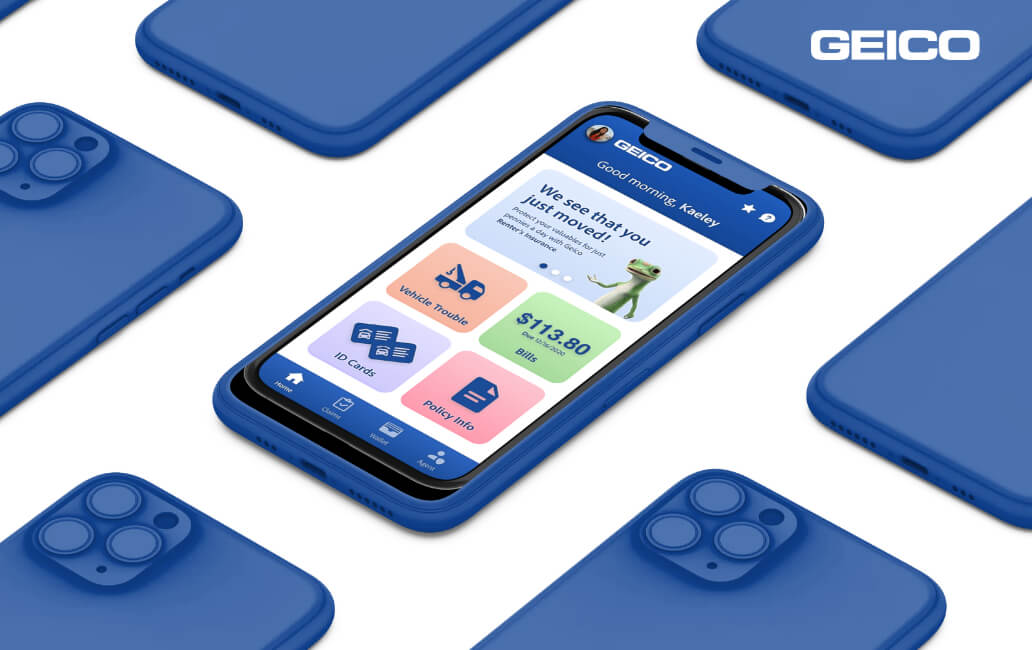 GEICO
GEICO
Good morning, Kaeley
?
We see that you
just moved!
Protect your valuables for just
pennies a day with Geico
Renter's Insurance
Vehicle Trouble
$113.80
Due 12/16/2020
Bills
ID Cards
Policy Info
Home
Claims
Wallet
Agent